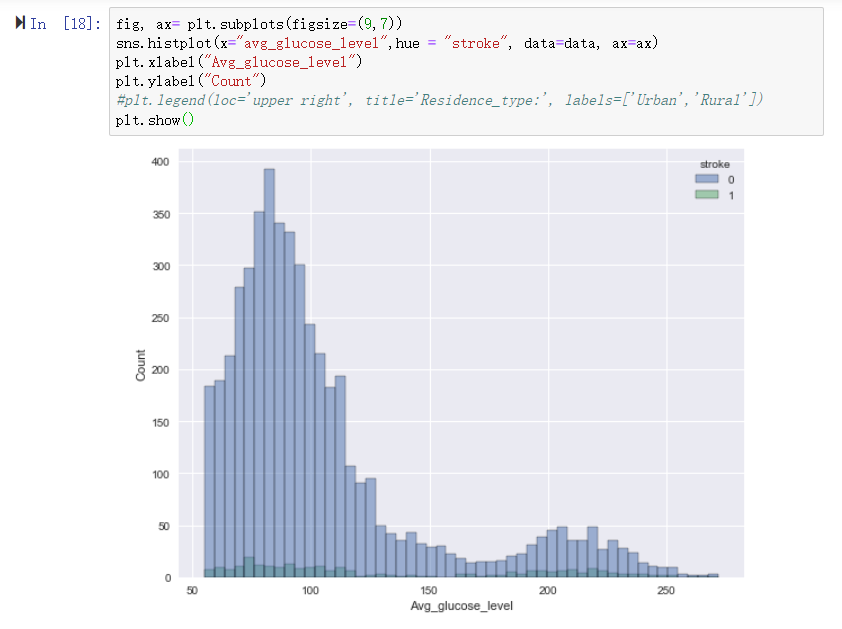 In [18]: fig, ax= plt.subplots(figsize=(9,7))
sns.histplot(x="avg_glucose_level",hue = "stroke", data=data, ax=ax)
plt.xlabel("Avg_glucose_level")
plt.ylabel("Count")
#plt.legend(loc='upper right', title='Residence_type:', labels=['Urban','Rural'])
plt.show()
stroke
0
1
400
350
300
250
200
150
100
50
0
Count
50 100 150 200 250
Avg_glucose_level